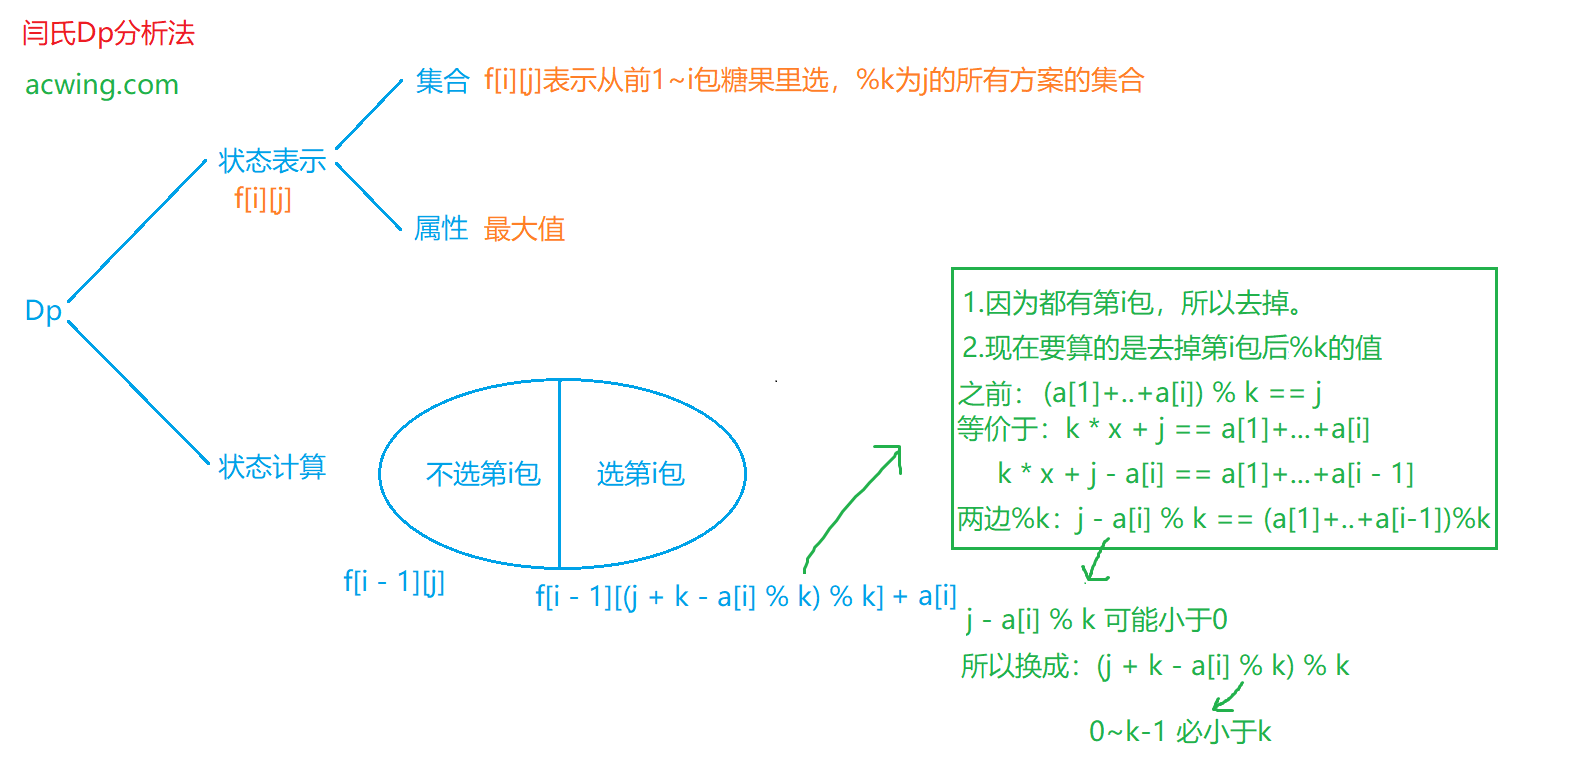 闫氏Dp分析法
acwing.com
集合 f[i][j]表示从前1~i包糖果里选，%k为j的所有方案的集合
状态表示
f[i][j]
属性 最大值
Dp
状态计算
不选第i包
选第i包
f[i - 1][j]
f[i - 1][(j + k - a[i] % k) % k] + a[i]
1.因为都有第i包，所以去掉。
2.现在要算的是去掉第i包后%k的值
之前：(a[1]+..+a[i]) % k == j
等价于：k * x + j == a[1]+...+a[i]
k * x + j - a[i] == a[1]+...+a[i - 1]
两边%k：j - a[i] % k == (a[1]+..+a[i-1])%k
j - a[i] % k 可能小于0
所以换成：(j + k - a[i] % k) % k
0~k-1 必小于k